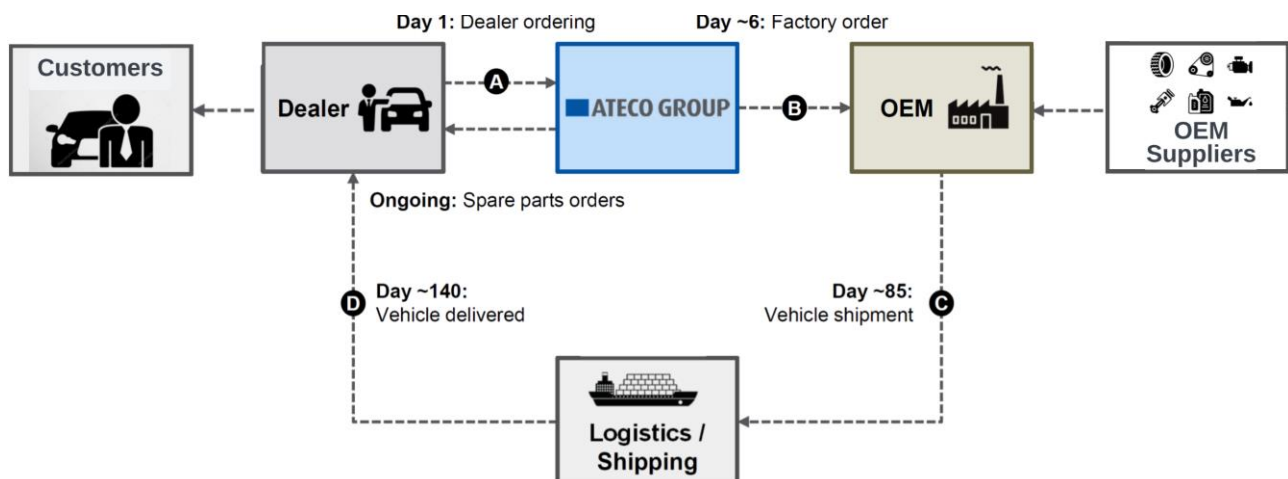 Day 1: Dealer ordering
Day ~6: Factory order
Customers
Dealer
A
ATECO GROUP
B
OEM
OEM
Suppliers
Ongoing: Spare parts orders
D
Day ~140:
Vehicle delivered
Day ~85:
Vehicle shipment
C
Logistics /
Shipping